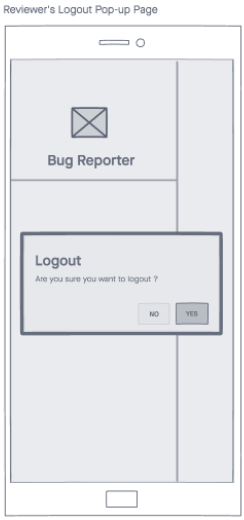 Reviewer's Logout Pop-up Page
Bug Reporter
Logout
Are you sure you want to logout ?
NO YES